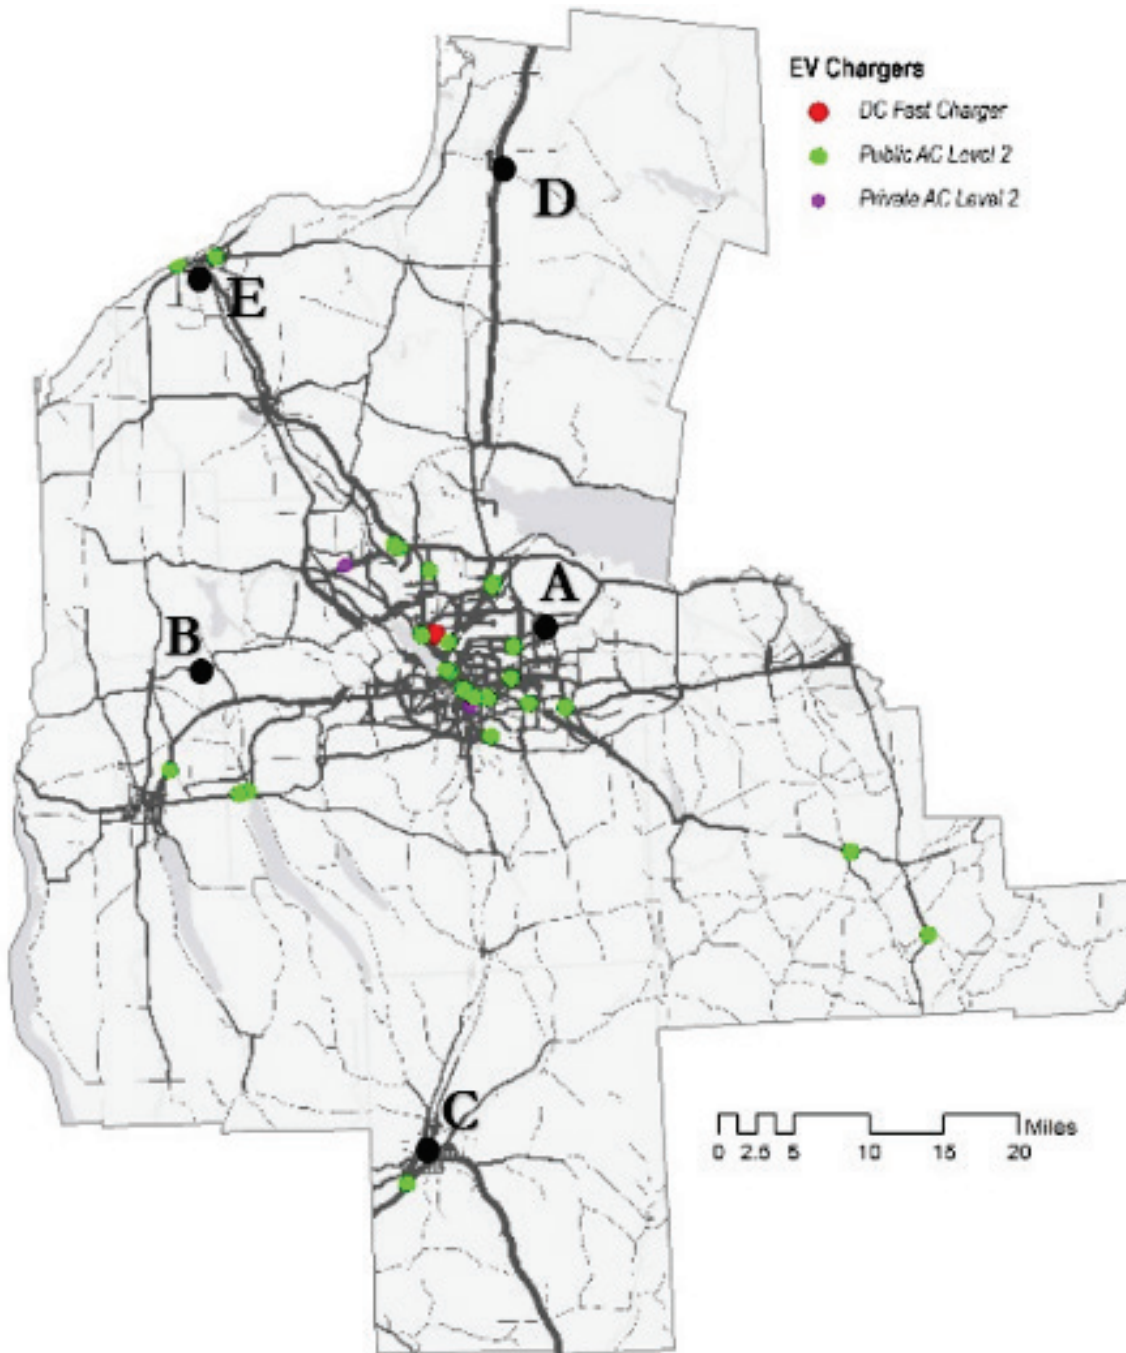 EV Chargers
DC Fast Charger
Public AC Level 2
Private AC Level 2
D
E
A
B
C
Miles
0 2.5 5 10 15 20